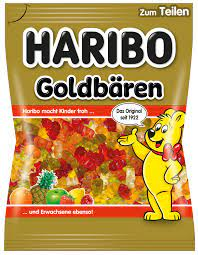 Zum Teilen
HARIBO
Goldbären
Haribo macht Kinder froh ...
Das Original
seit 1922
... und Erwachsene ebenso!